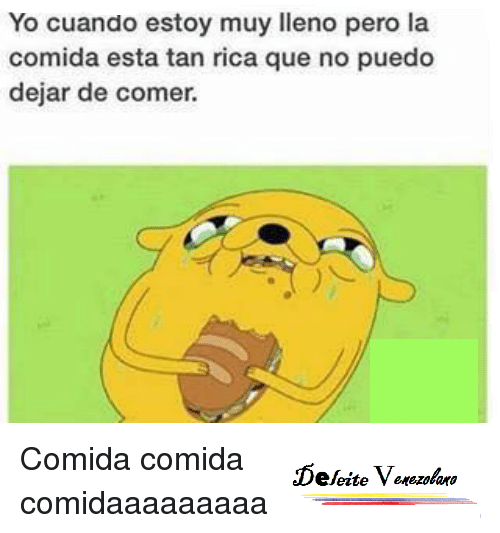 Yo cuando estoy muy lleno pero la
comida esta tan rica que no puedo
dejar de comer.
Comida comida
comidaaaaaaaaa
Deleite Venezolano